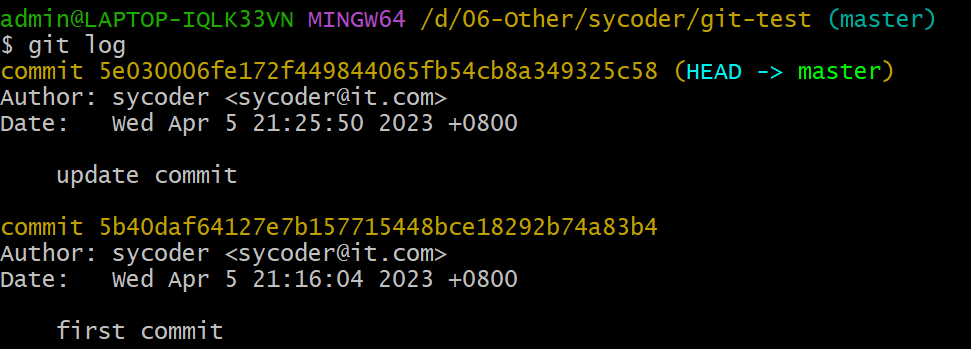 admin@LAPTOP-IQLK33VN MINGW64 /d/06-Other/sycoder/git-test (master)
$ git log
commit 5e030006fe172f449844065fb54cb8a349325c58 (HEAD -> master)
Author: sycoder <sycoder@it.com>
Date:   Wed Apr 5 21:25:50 2023 +0800
    update commit
commit 5b40daf64127e7b157715448bce18292b74a83b4
Author: sycoder <sycoder@it.com>
Date:   Wed Apr 5 21:16:04 2023 +0800
    first commit